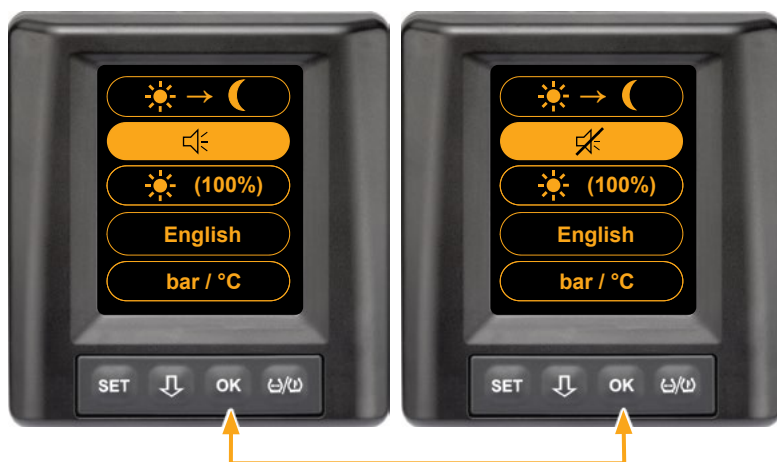 (100%)
English
bar / °C
SET OK
(100%)
English
bar / °C
SET OK